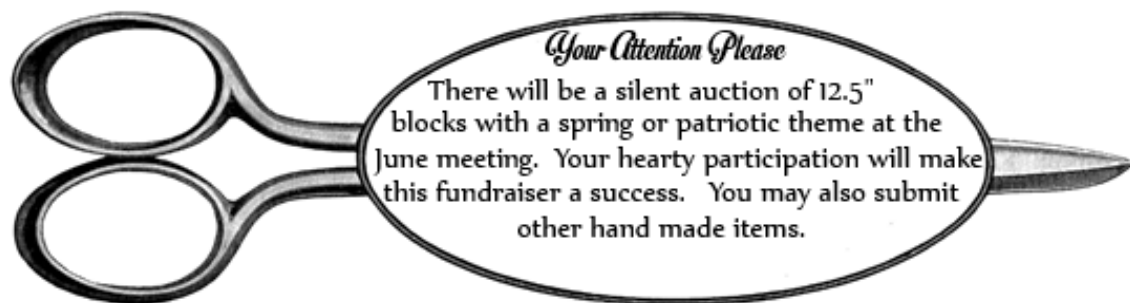 Your Attention Please
There will be a silent auction of 12.5"
blocks with a spring or patriotic theme at the
June meeting.  Your hearty participation will make
this fundraiser a success.   You may also submit
other hand made items.